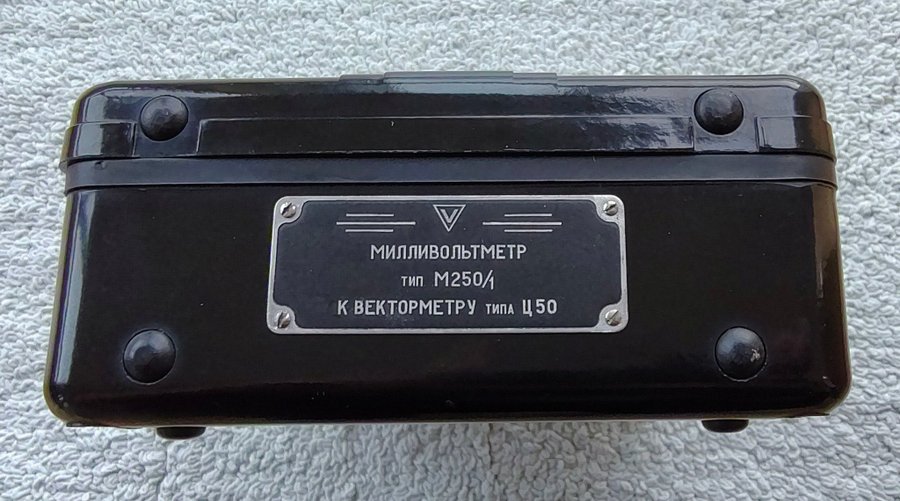 V
МИЛЛИВОЛЬТМЕТР
тип М250/1
К ВЕКТОРМЕТРУ типа Ц50